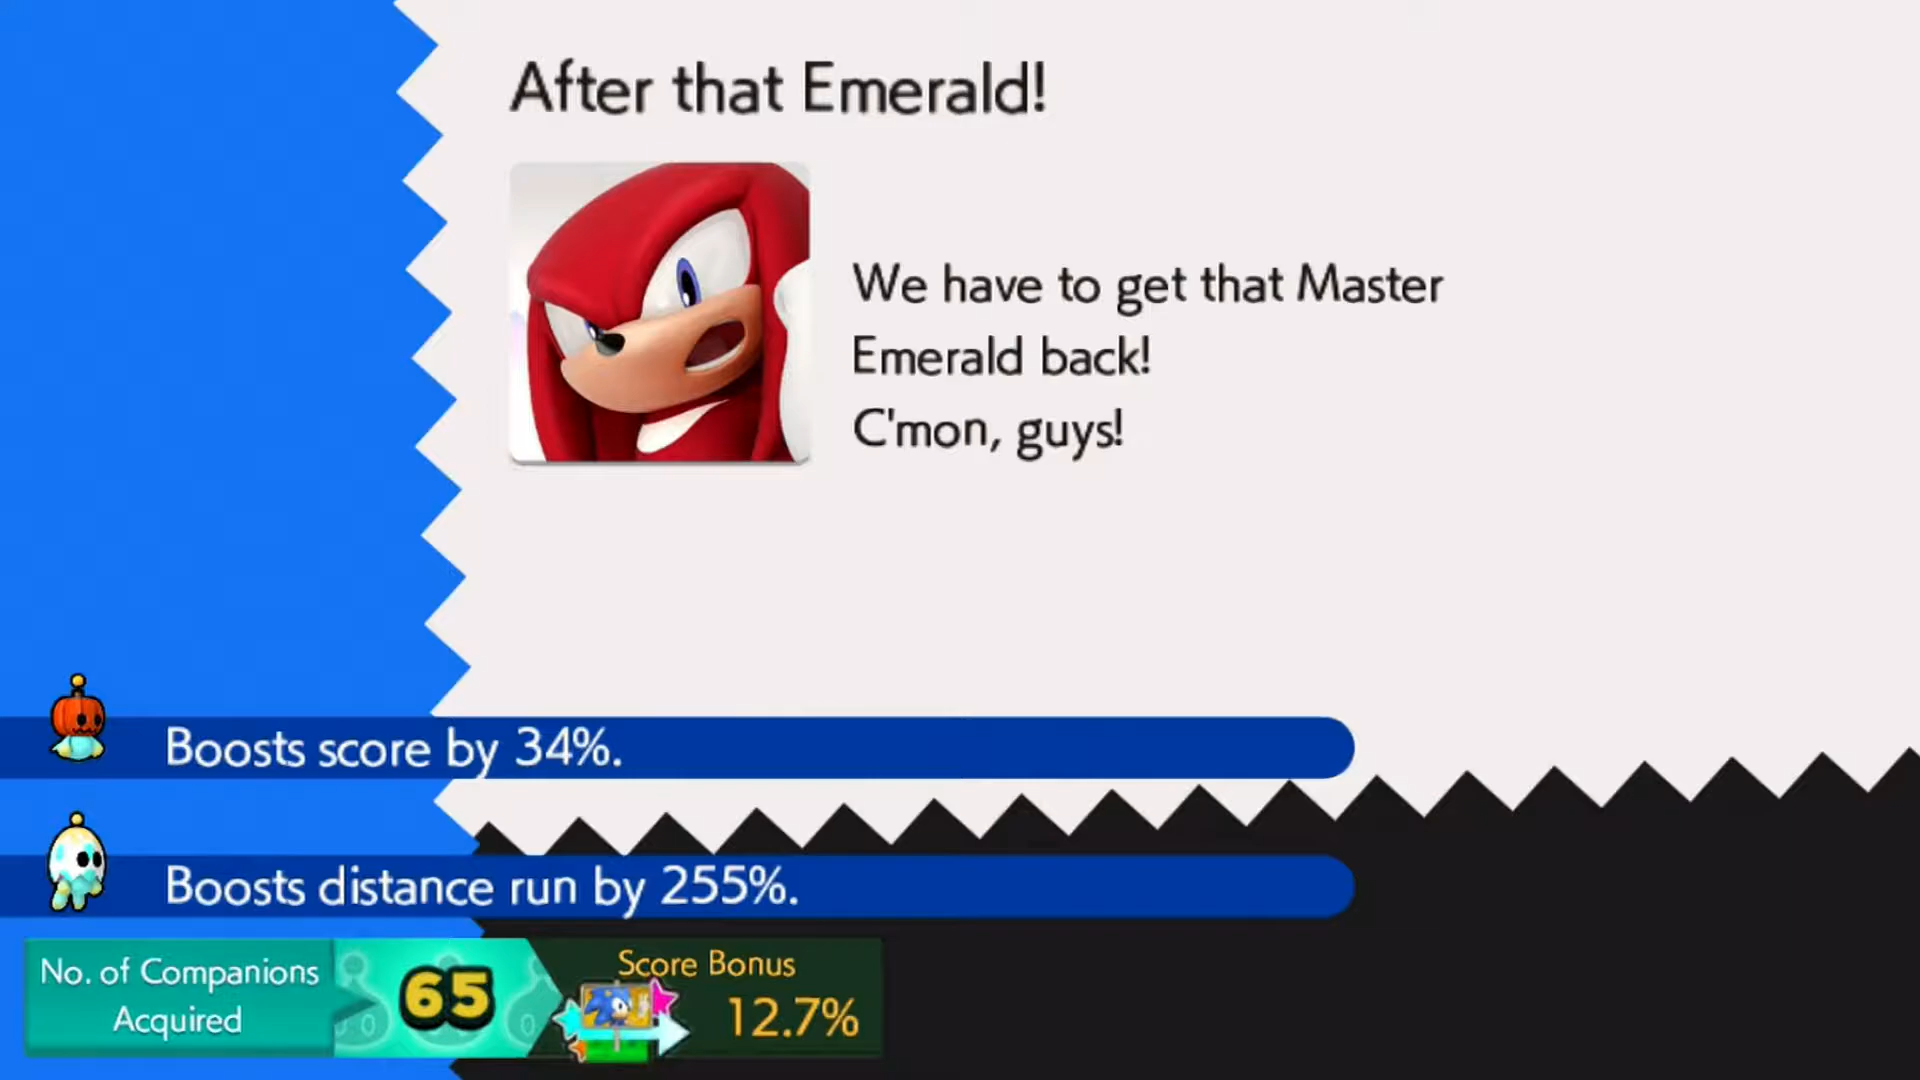 After that Emerald!
We have to get that Master
Emerald back!
C'mon, guys!
Boosts score by 34%.
Boosts distance run by 255%.
No. of Companions
Acquired
65
Score Bonus
12.7%